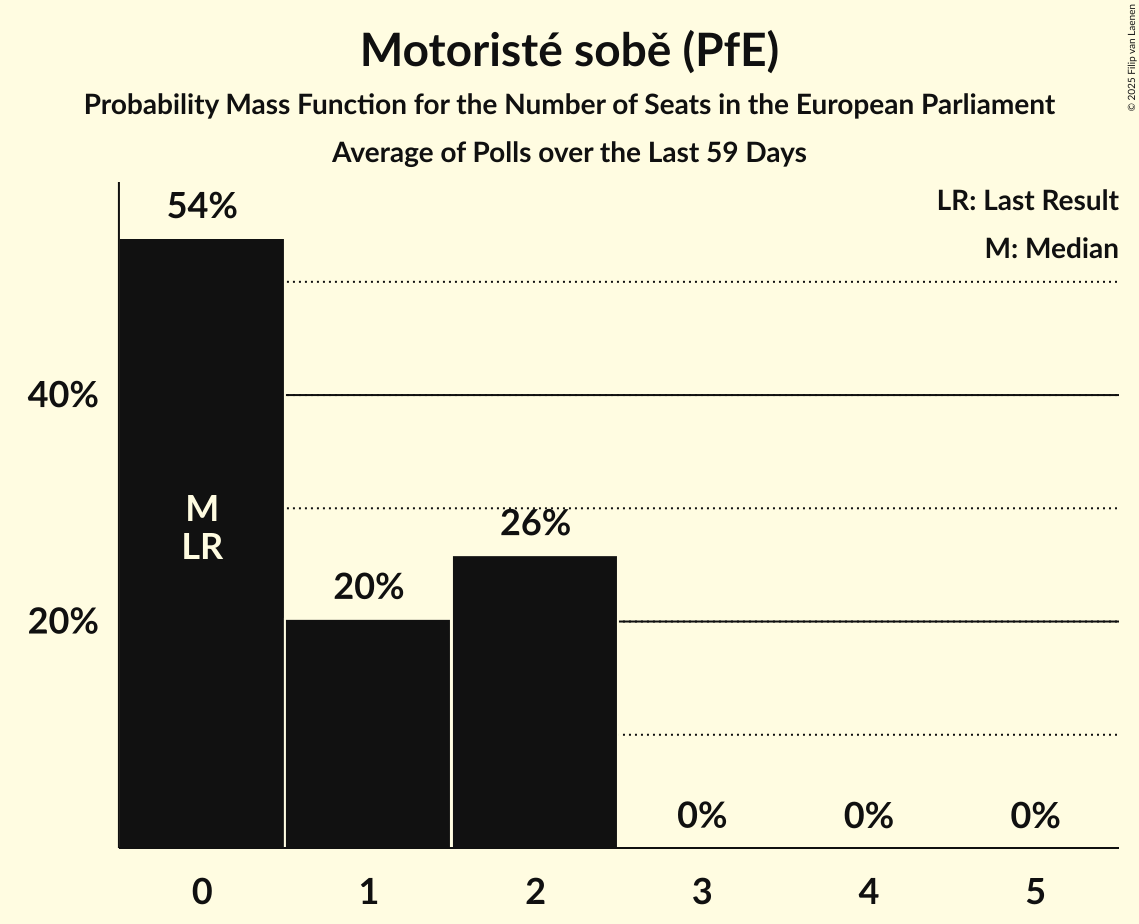 Motoristé sobě (PfE)
Probability Mass Function for the Number of Seats in the European Parliament
Average of Polls over the Last 59 Days
© 2025 Filip van Laenen
LR: Last Result
M: Median
54%
40%
M
LR
26%
20%
20%
0%
0%
0%
0
1
2
3
4
5